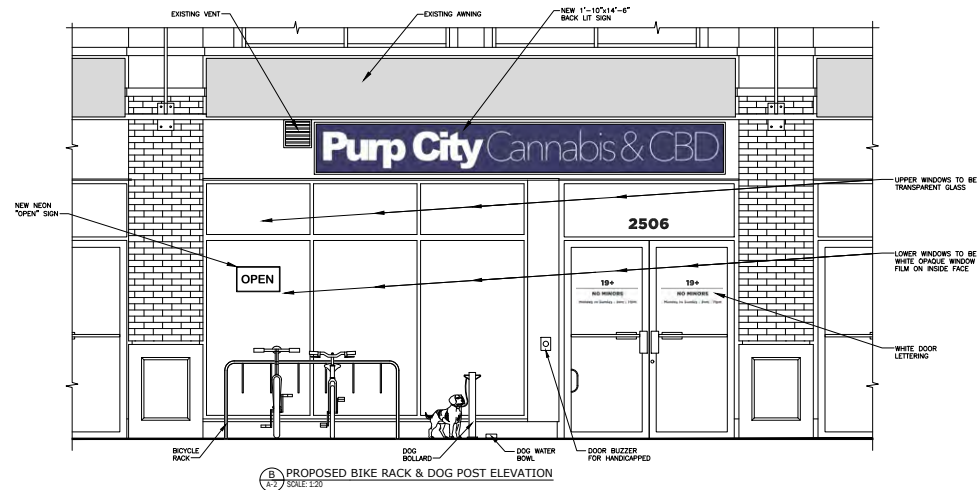 EXISTING VENT
EXISTING AWNING
NEW 1'-10"x14'-6"
BACK LIT SIGN
Purp City Cannabis & CBD
UPPER WINDOWS TO BE
TRANSPARENT GLASS
NEW NEON
"OPEN" SIGN
2506
LOWER WINDOWS TO BE
WHITE OPAQUE WINDOW
FILM ON INSIDE FACE
OPEN
19+
NO MINORS
19+
NO MINORS
WHITE DOOR
LETTERING
BICYCLE
RACK
DOG
BOLLARD
DOG WATER
BOWL
DOOR BUZZER
FOR HANDICAPPED
B
A-2
PROPOSED BIKE RACK & DOG POST ELEVATION
SCALE: 1:20